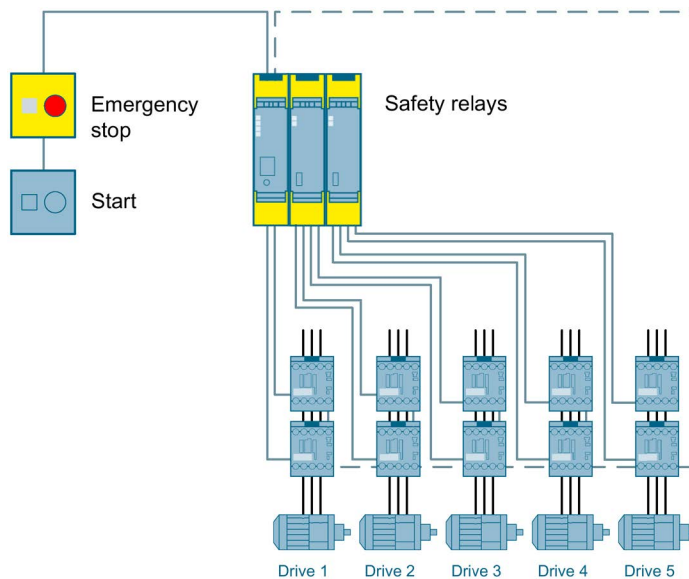 Emergency
stop
Safety relays
Start
Drive 1
Drive 2
Drive 3
Drive 4
Drive 5